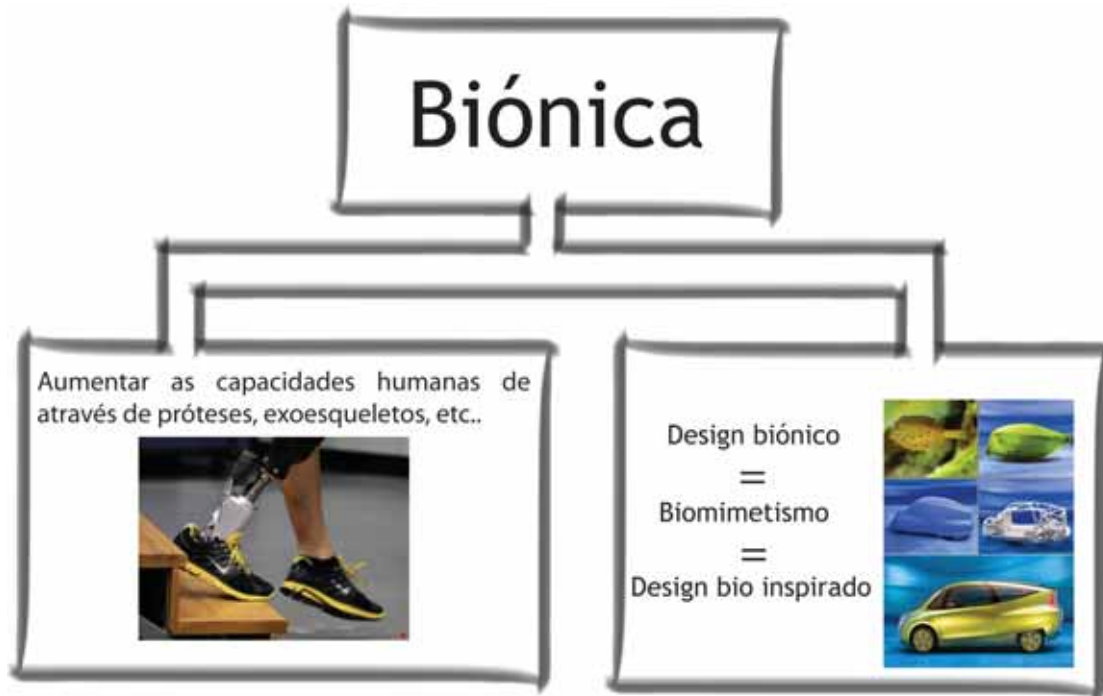 Biónica
Aumentar as capacidades humanas de
através de próteses, exoesqueletos, etc..
Design biónico
=
Biomimetismo
=
Design bio inspirado